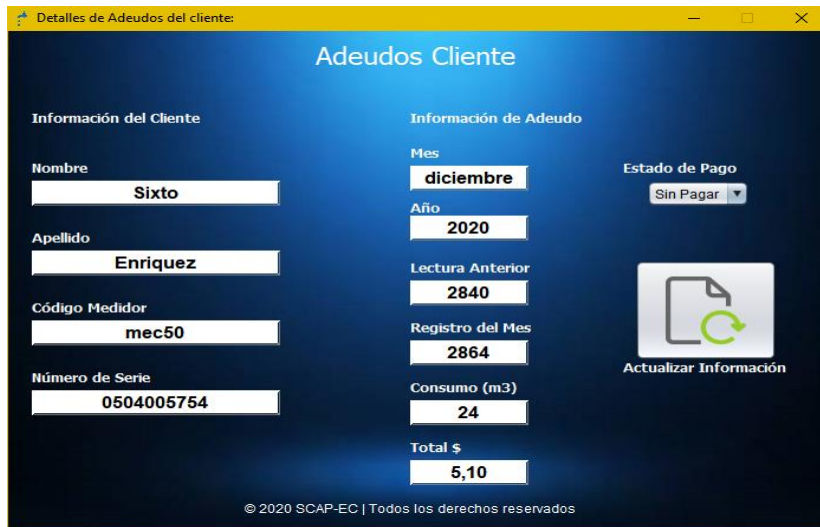 Detalles de Adeudos del cliente:
Adeudos Cliente
Información del Cliente
Nombre
Sixto
Apellido
Enriquez
Código Medidor
mec50
Número de Serie
0504005754
Información de Adeudo
Mes
diciembre
Año
2020
Lectura Anterior
2840
Registro del Mes
2864
Consumo (m3)
24
Total $
5,10
Estado de Pago
Sin Pagar
Actualizar Información
© 2020 SCAP-EC | Todos los derechos reservados